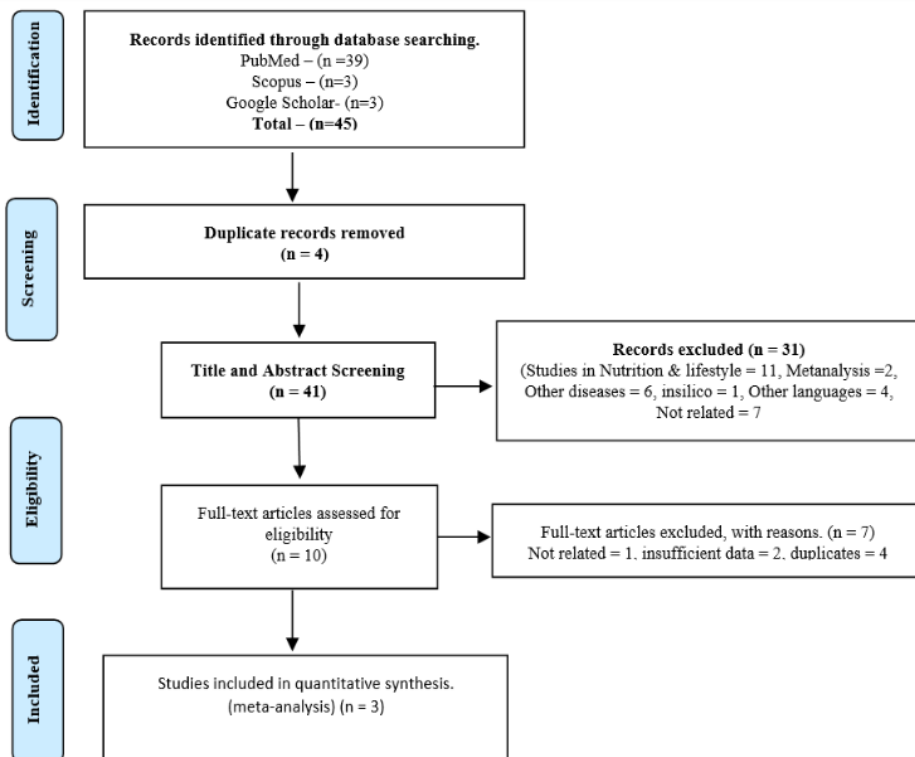 Identification
Records identified through database searching.
PubMed – (n =39)
Scopus – (n=3)
Google Scholar- (n=3)
Total – (n=45)
Screening
Duplicate records removed
(n = 4)
Title and Abstract Screening
(n = 41)
Records excluded (n = 31)
(Studies in Nutrition & lifestyle = 11, Metanalysis =2,
Other diseases = 6, insilico = 1, Other languages = 4,
Not related = 7
Eligibility
Full-text articles assessed for
eligibility
(n = 10)
Full-text articles excluded, with reasons. (n = 7)
Not related = 1, insufficient data = 2, duplicates = 4
Included
Studies included in quantitative synthesis.
(meta-analysis) (n = 3)